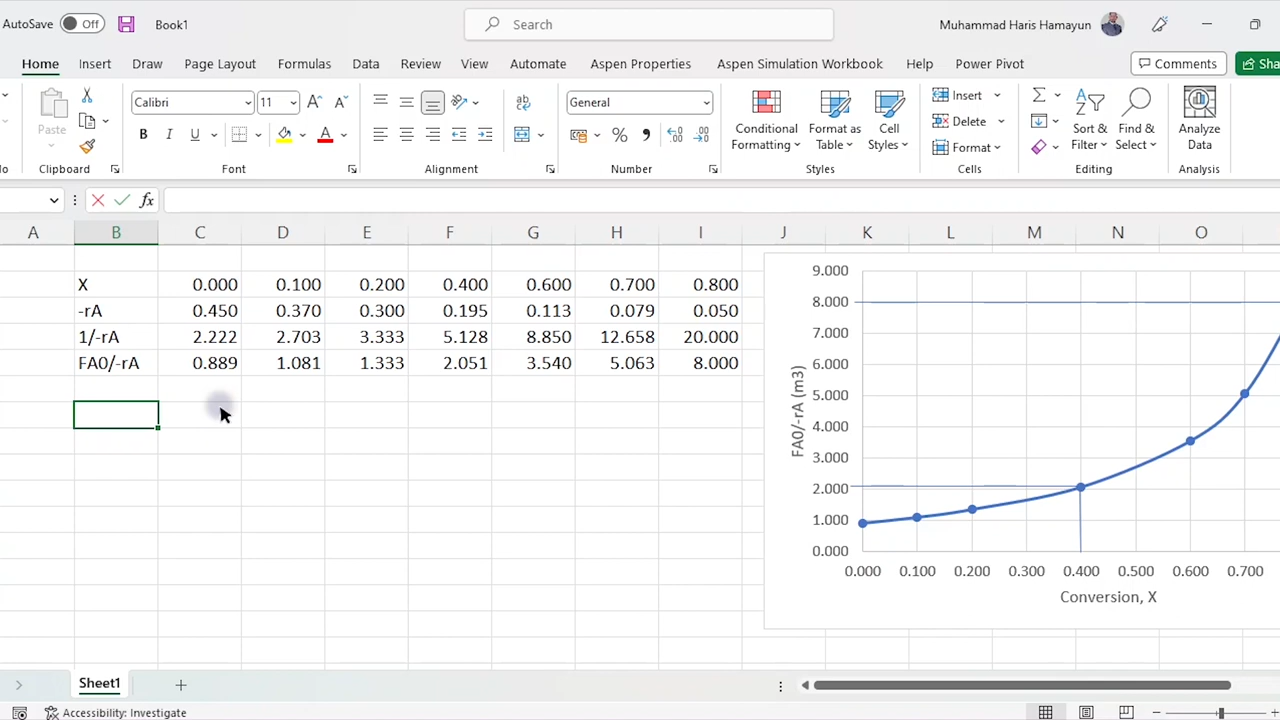 AutoSave Off Book1 Search Muhammad Haris Hamayun
Home Insert Draw Page Layout Formulas Data Review View Automate Aspen Properties Aspen Simulation Workbook Help Power Pivot Comments Sha
Paste Calibri 11 General Conditional Formatting Format as Table Cell Styles Insert Delete Format Sort & Filter Find & Select Analyze Data
Clipboard Font Alignment Number Styles Cells Editing Analysis
fx
A B C D E F G H I J K L M N O
X 0.000 0.100 0.200 0.400 0.600 0.700 0.800
-rA 0.450 0.370 0.300 0.195 0.113 0.079 0.050
1/-rA 2.222 2.703 3.333 5.128 8.850 12.658 20.000
FA0/-rA 0.889 1.081 1.333 2.051 3.540 5.063 8.000
FA0/-rA (m3)
9.000
8.000
7.000
6.000
5.000
4.000
3.000
2.000
1.000
0.000
0.000 0.100 0.200 0.300 0.400 0.500 0.600 0.700
Conversion, X
Sheet1
Accessibility: Investigate